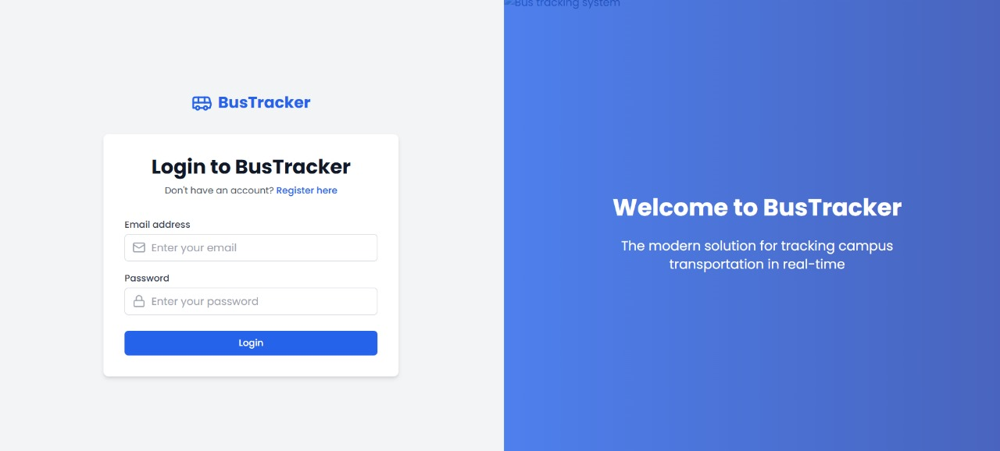 BusTracker
Login to BusTracker
Don't have an account? Register here
Email address
Enter your email
Password
Enter your password
Login
Bus tracking system
Welcome to BusTracker
The modern solution for tracking campus
transportation in real-time